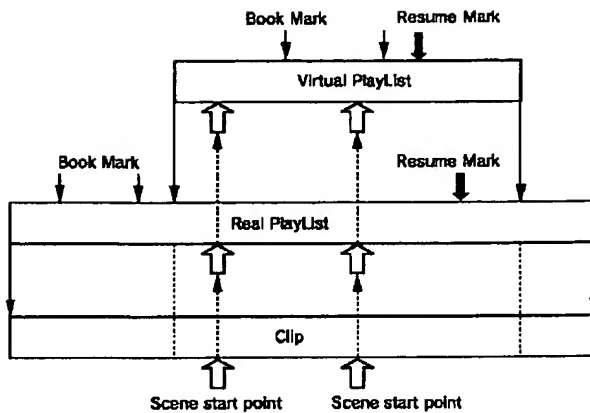 Book Mark
Resume Mark
Virtual PlayList
Book Mark
Resume Mark
Real PlayList
Clip
Scene start point
Scene start point